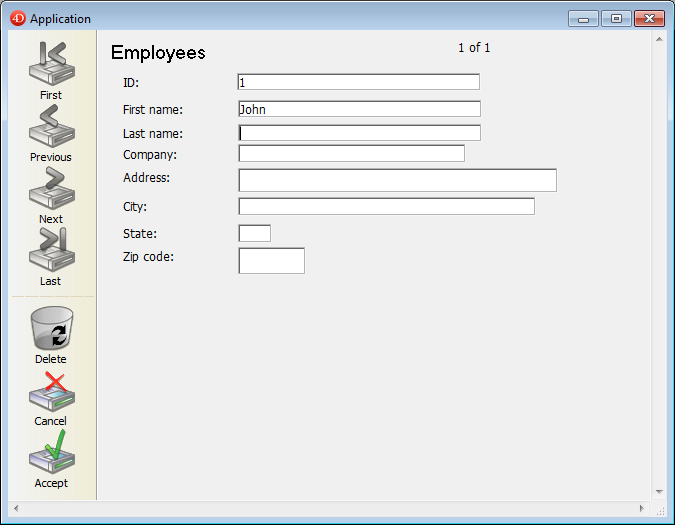 4D Application
Employees
1 of 1
ID: 1
First name: John
Last name:
Company:
Address:
City:
State:
Zip code:
First
Previous
Next
Last
Delete
Cancel
Accept